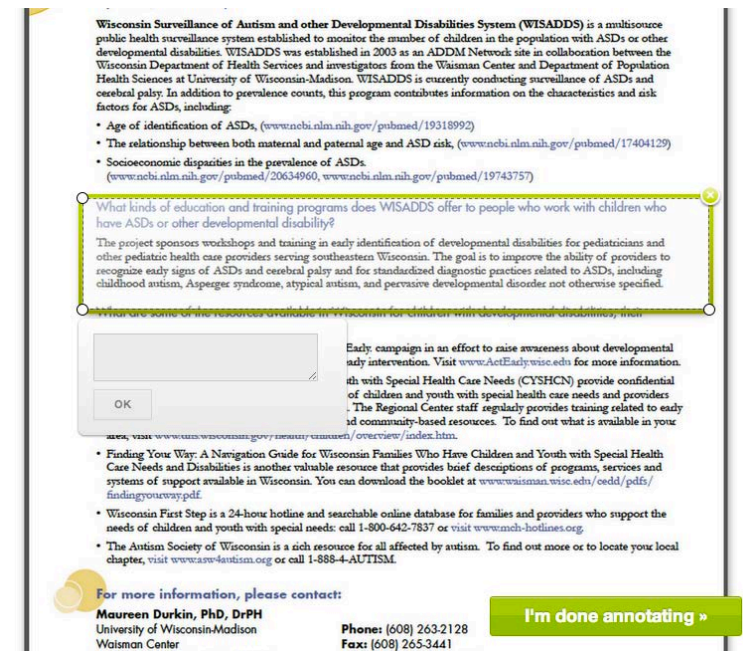 Wisconsin Surveillance of Autism and other Developmental Disabilities System (WISADDS) is a multisource
public health surveillance system established to monitor the number of children in the population with ASDs or other
developmental disabilities. WISADDS was established in 2003 as an ADDM Network site in collaboration between the
Wisconsin Department of Health Services and investigators from the Waisman Center and Department of Population
Health Sciences at University of Wisconsin-Madison. WISADDS is currently conducting surveillance of ASDs and
cerebral palsy. In addition to prevalence counts, this program contributes information on the characteristics and risk
factors for ASDs, including:
• Age of identification of ASDs, (www.ncbi.nlm.nih.gov/pubmed/19318992)
• The relationship between both maternal and paternal age and ASD risk, (www.ncbi.nlm.nih.gov/pubmed/17404129)
• Socioeconomic disparities in the prevalence of ASDs.
(www.ncbi.nlm.nih.gov/pubmed/20634960, www.ncbi.nlm.nih.gov/pubmed/19743757)
What kinds of education and training programs does WISADDS offer to people who work with children who
have ASDs or other developmental disability?
The project sponsors workshops and training in early identification of developmental disabilities for pediatricians and
other pediatric health care providers serving southeastern Wisconsin. The goal is to improve the ability of providers to
recognize early signs of ASDs and cerebral palsy and for standardized diagnostic practices related to ASDs, including
childhood autism, Asperger syndrome, atypical autism, and pervasive developmental disorder not otherwise specified.
What are some of the resources available in Wisconsin for children with developmental disabilities, their
Early. campaign in an effort to raise awareness about developmental
early intervention. Visit www.ActEarly.wisc.edu for more information.
with Special Health Care Needs (CYSHCN) provide confidential
of children and youth with special health care needs and providers
. The Regional Center staff regularly provides training related to early
and community-based resources. To find out what is available in your
area, visit www.dhs.wisconsin.gov/health/children/overview/index.htm.
OK
• Finding Your Way: A Navigation Guide for Wisconsin Families Who Have Children and Youth with Special Health
Care Needs and Disabilities is another valuable resource that provides brief descriptions of programs, services and
systems of support available in Wisconsin. You can download the booklet at www.waisman.wisc.edu/cedd/pdfs/
findingyourway.pdf.
• Wisconsin First Step is a 24-hour hotline and searchable online database for families and providers who support the
needs of children and youth with special needs: call 1-800-642-7837 or visit www.mch-hotlines.org.
• The Autism Society of Wisconsin is a rich resource for all affected by autism. To find out more or to locate your local
chapter, visit www.asw4autism.org or call 1-888-4-AUTISM.
For more information, please contact:
Maureen Durkin, PhD, DrPH
University of Wisconsin-Madison
Waisman Center
Phone: (608) 263-2128
Fax: (608) 265-3441
I'm done annotating »